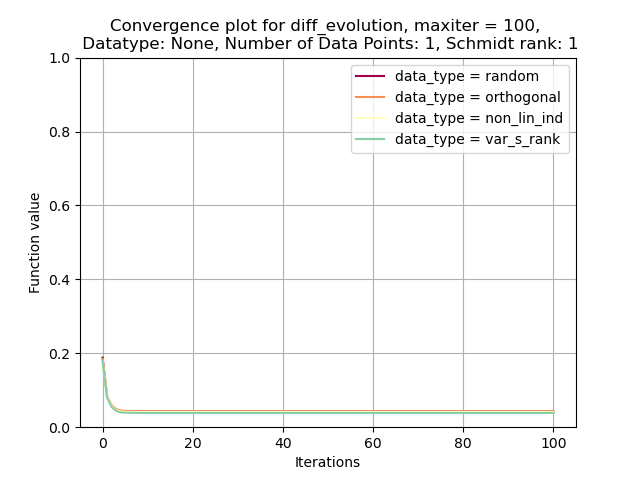 Convergence plot for diff_evolution, maxiter = 100,
Datatype: None, Number of Data Points: 1, Schmidt rank: 1
data_type = random
data_type = orthogonal
data_type = non_lin_ind
data_type = var_s_rank
Function value
1.0
0.8
0.6
0.4
0.2
0.0
0 20 40 60 80 100
Iterations